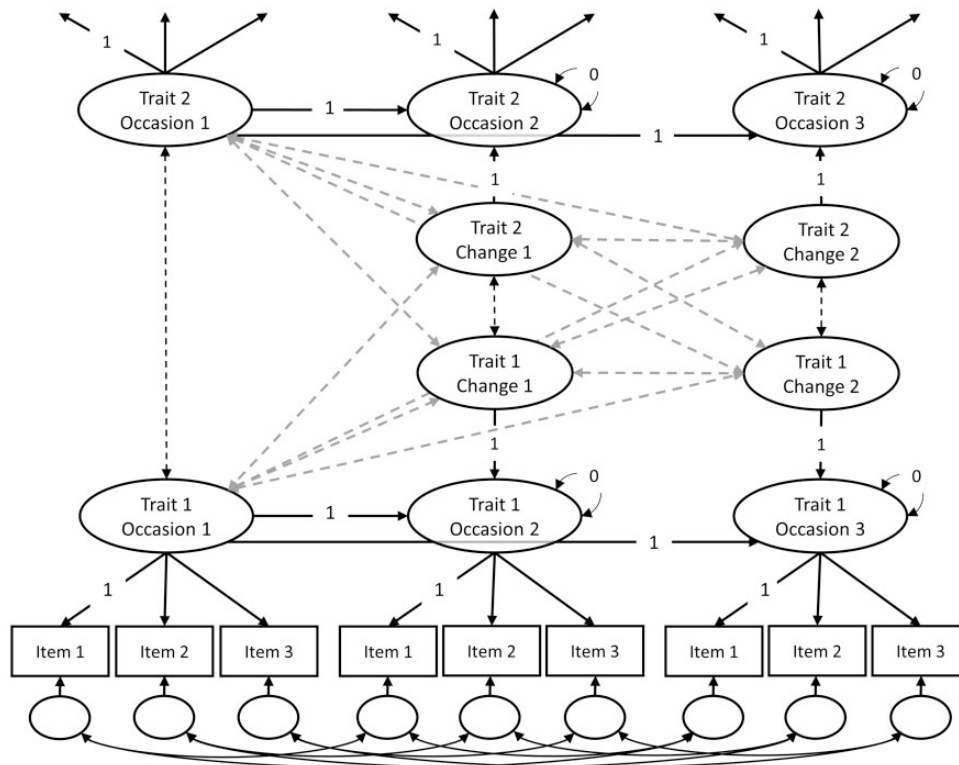 1
1
1
Trait 2
Occasion 1
1
Trait 2
Occasion 2
0
1
Trait 2
Occasion 3
0
1
1
Trait 2
Change 1
Trait 2
Change 2
Trait 1
Change 1
Trait 1
Change 2
1
1
Trait 1
Occasion 1
1
Trait 1
Occasion 2
0
1
Trait 1
Occasion 3
0
1
1
1
Item 1
Item 2
Item 3
Item 1
Item 2
Item 3
Item 1
Item 2
Item 3